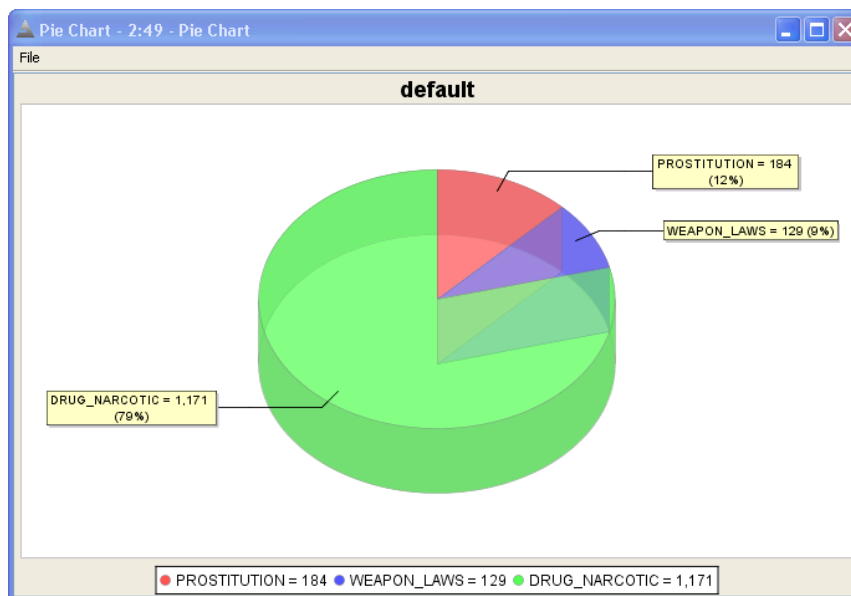 Pie Chart - 2:49 - Pie Chart
File
default
PROSTITUTION = 184
(12%)
WEAPON_LAWS = 129 (9%)
DRUG_NARCOTIC = 1,171
(79%)
PROSTITUTION = 184 WEAPON_LAWS = 129 DRUG_NARCOTIC = 1,171